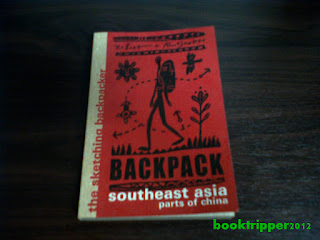 the sketching backpacker
BACKPACK
southeast asia
parts of china
booktripper2012